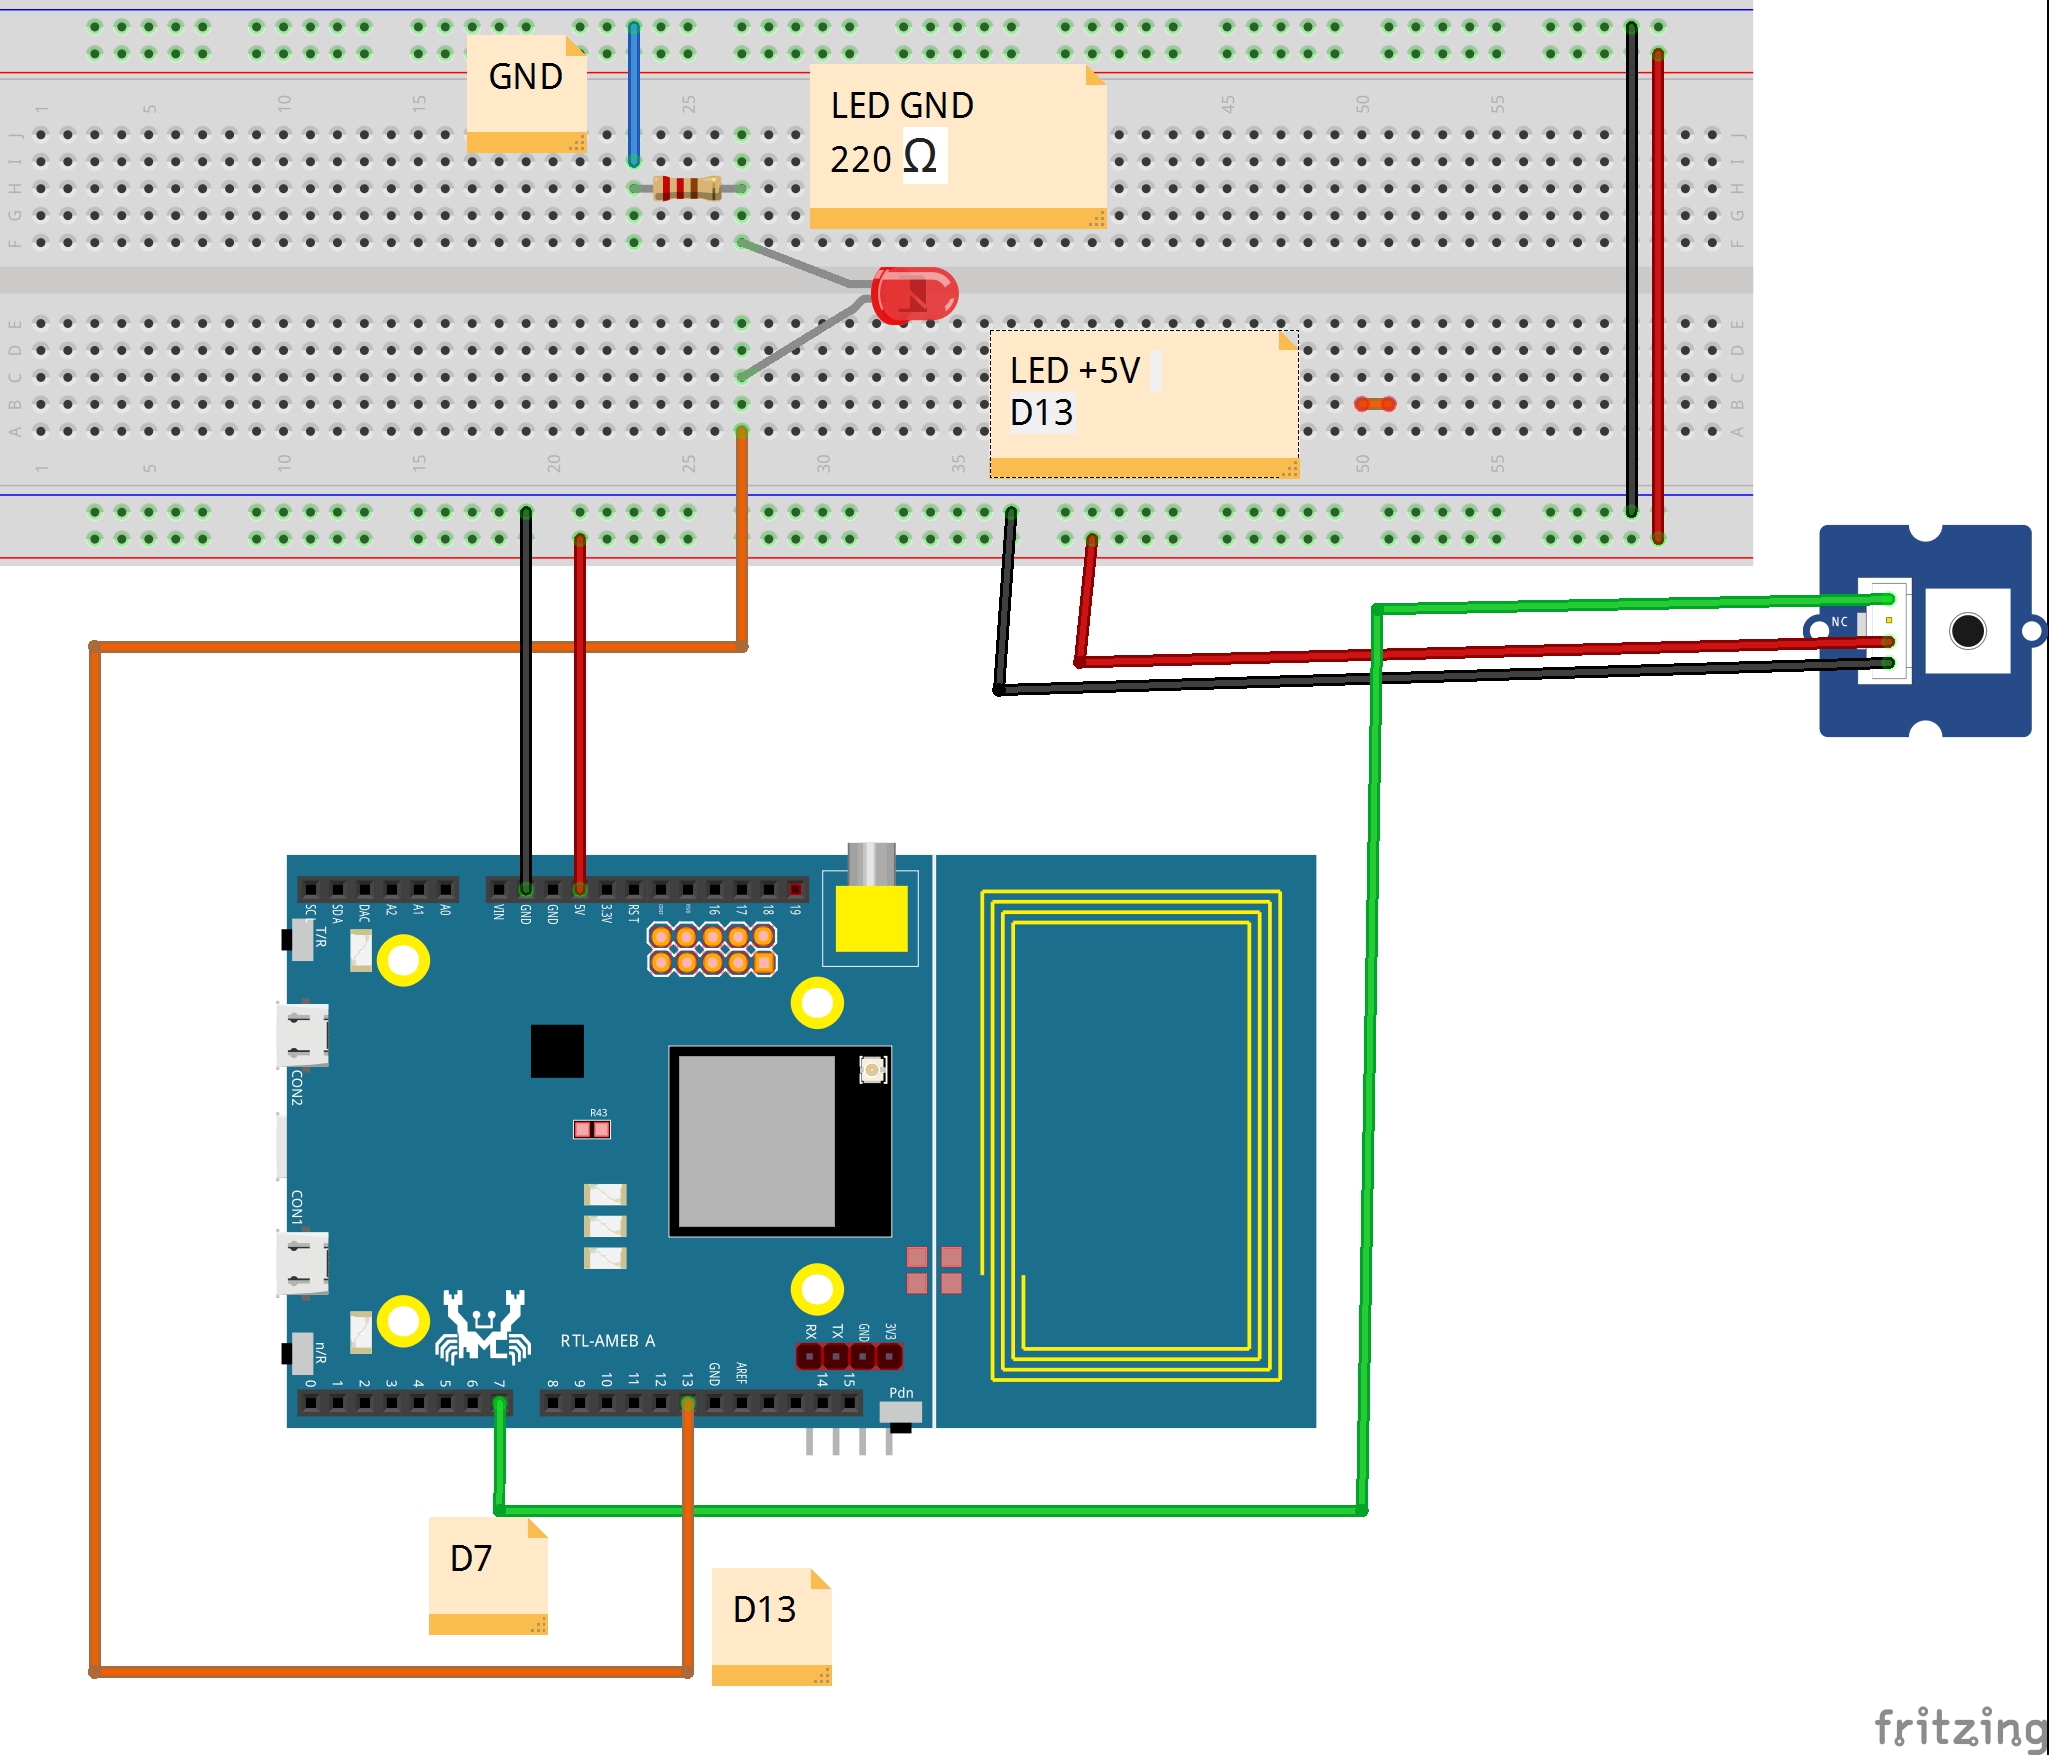 1 5 10 15 25 45 50 55
GND
LED GND
220 Ω
J J
I I
H H
G G
F F
E E
D D
C C
B B
A A
LED +5V
D13
1 5 10 15 20 25 30 35 50 55
NC
SCL SDA DAC A2 A1 A0 VIN GND GND 5V 3.3V RST 16 17 18 19
T/R
CON2
R43
CON1
RTL-AMEB A
RX TX GND 3V3
n/R
0 1 2 3 4 5 6 7 8 9 10 11 12 13 GND AREF 14 15
Pdn
D7
D13
fritzing